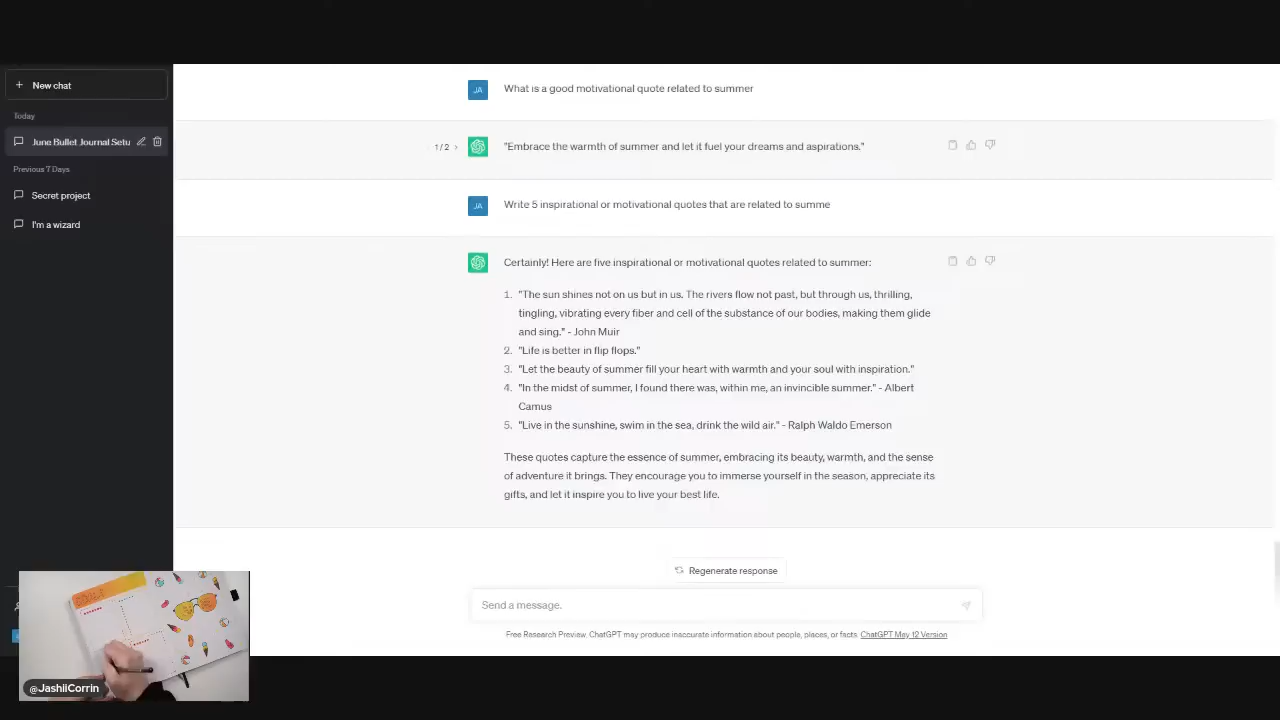 New chat
Today
June Bullet Journal Setu
Previous 7 Days
Secret project
I'm a wizard
JA
What is a good motivational quote related to summer
1 / 2
"Embrace the warmth of summer and let it fuel your dreams and aspirations."
JA
Write 5 inspirational or motivational quotes that are related to summe
Certainly! Here are five inspirational or motivational quotes related to summer:
1. "The sun shines not on us but in us. The rivers flow not past, but through us, thrilling,
tingling, vibrating every fiber and cell of the substance of our bodies, making them glide
and sing." - John Muir
2. "Life is better in flip flops."
3. "Let the beauty of summer fill your heart with warmth and your soul with inspiration."
4. "In the midst of summer, I found there was, within me, an invincible summer." - Albert
Camus
5. "Live in the sunshine, swim in the sea, drink the wild air." - Ralph Waldo Emerson
These quotes capture the essence of summer, embracing its beauty, warmth, and the sense
of adventure it brings. They encourage you to immerse yourself in the season, appreciate its
gifts, and let it inspire you to live your best life.
Regenerate response
Send a message.
Free Research Preview. ChatGPT may produce inaccurate information about people, places, or facts. ChatGPT May 12 Version
GOALS
@JashiiCorrin